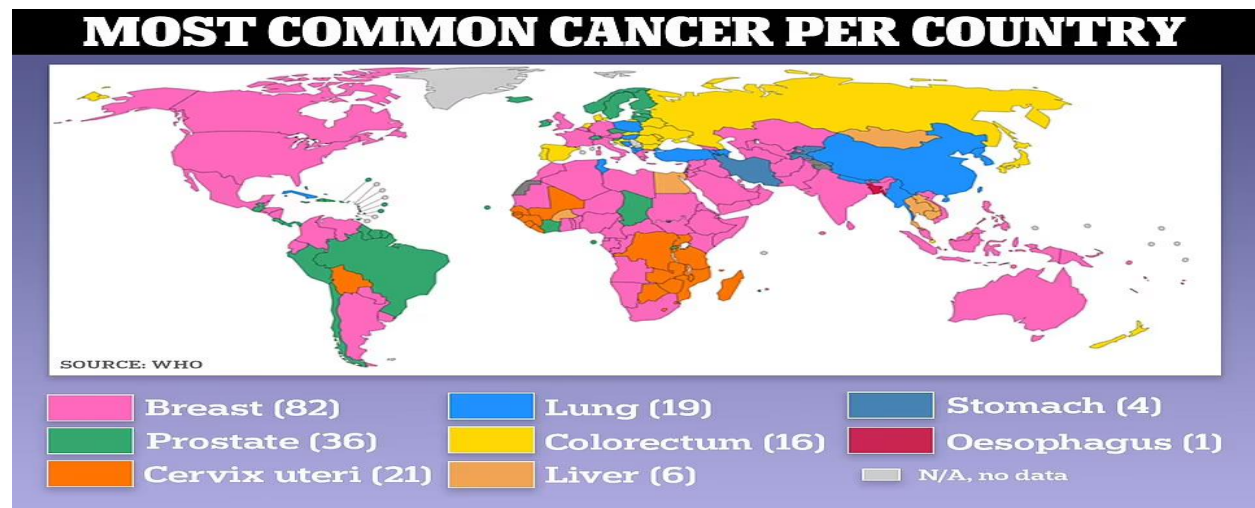 MOST COMMON CANCER PER COUNTRY
SOURCE: WHO
Breast (82)
Prostate (36)
Cervix uteri (21)
Lung (19)
Colorectum (16)
Liver (6)
Stomach (4)
Oesophagus (1)
N/A, no data